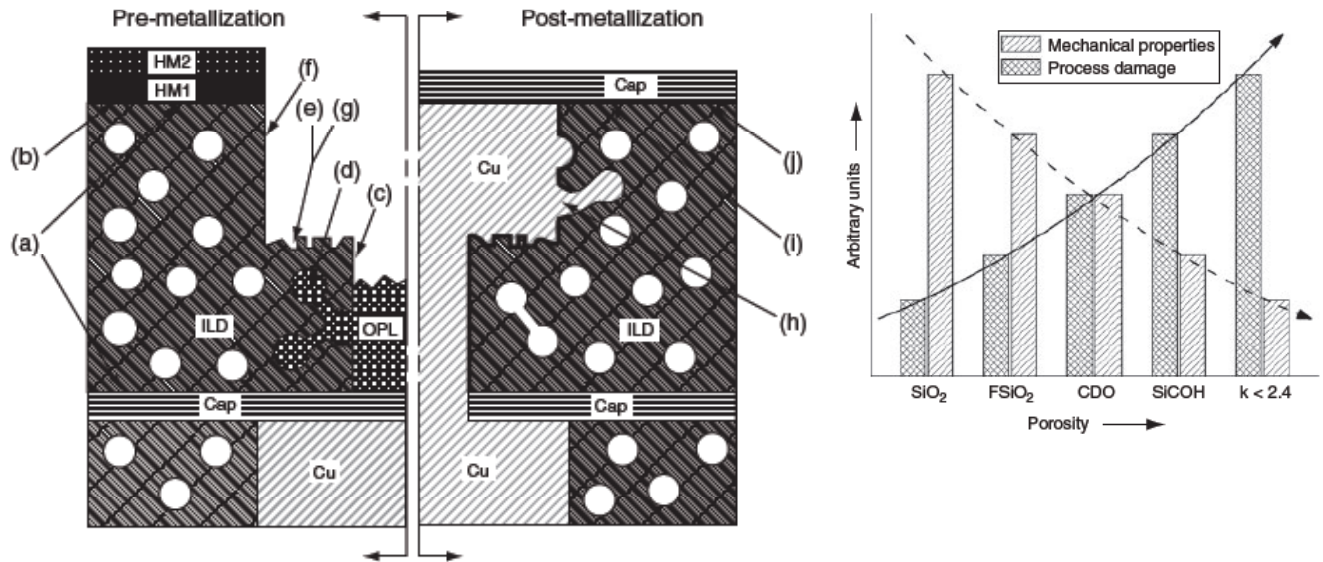 Pre-metallization
Post-metallization
HM2
HM1
(f)
(e) (g)
(d)
(c)
(b)
(a)
ILD
OPL
Cap
Cu
Cap
Cu
(j)
(i)
(h)
ILD
Cap
Cu
Mechanical properties
Process damage
Arbitrary units
SiO₂
FSiO₂
CDO
SiCOH
k < 2.4
Porosity